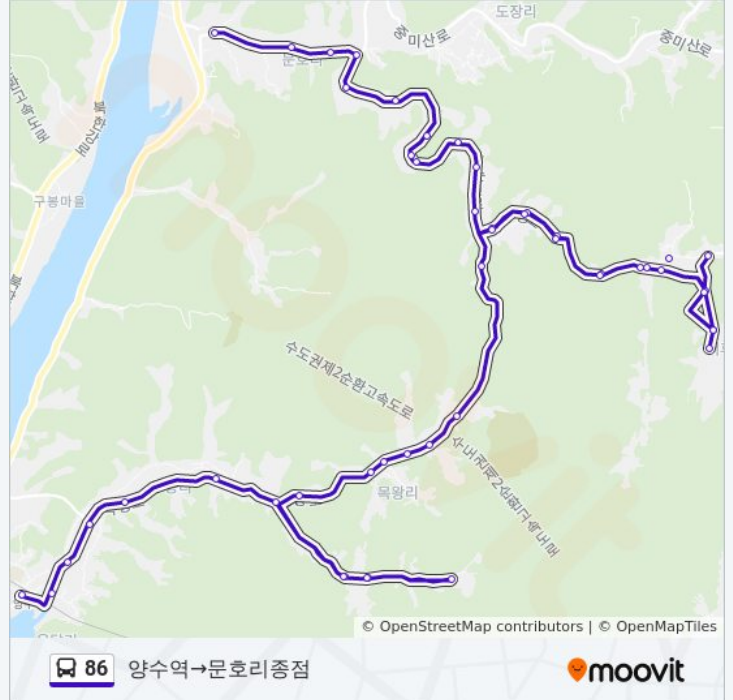 도장리
중미산로
중미산로
문호리
북한강로
구봉마을
수도권제2순환고속도로
수도권제2순환고속도로
목왕리
© OpenStreetMap contributors | © OpenMapTiles
86 양수역→문호리종점
moovit